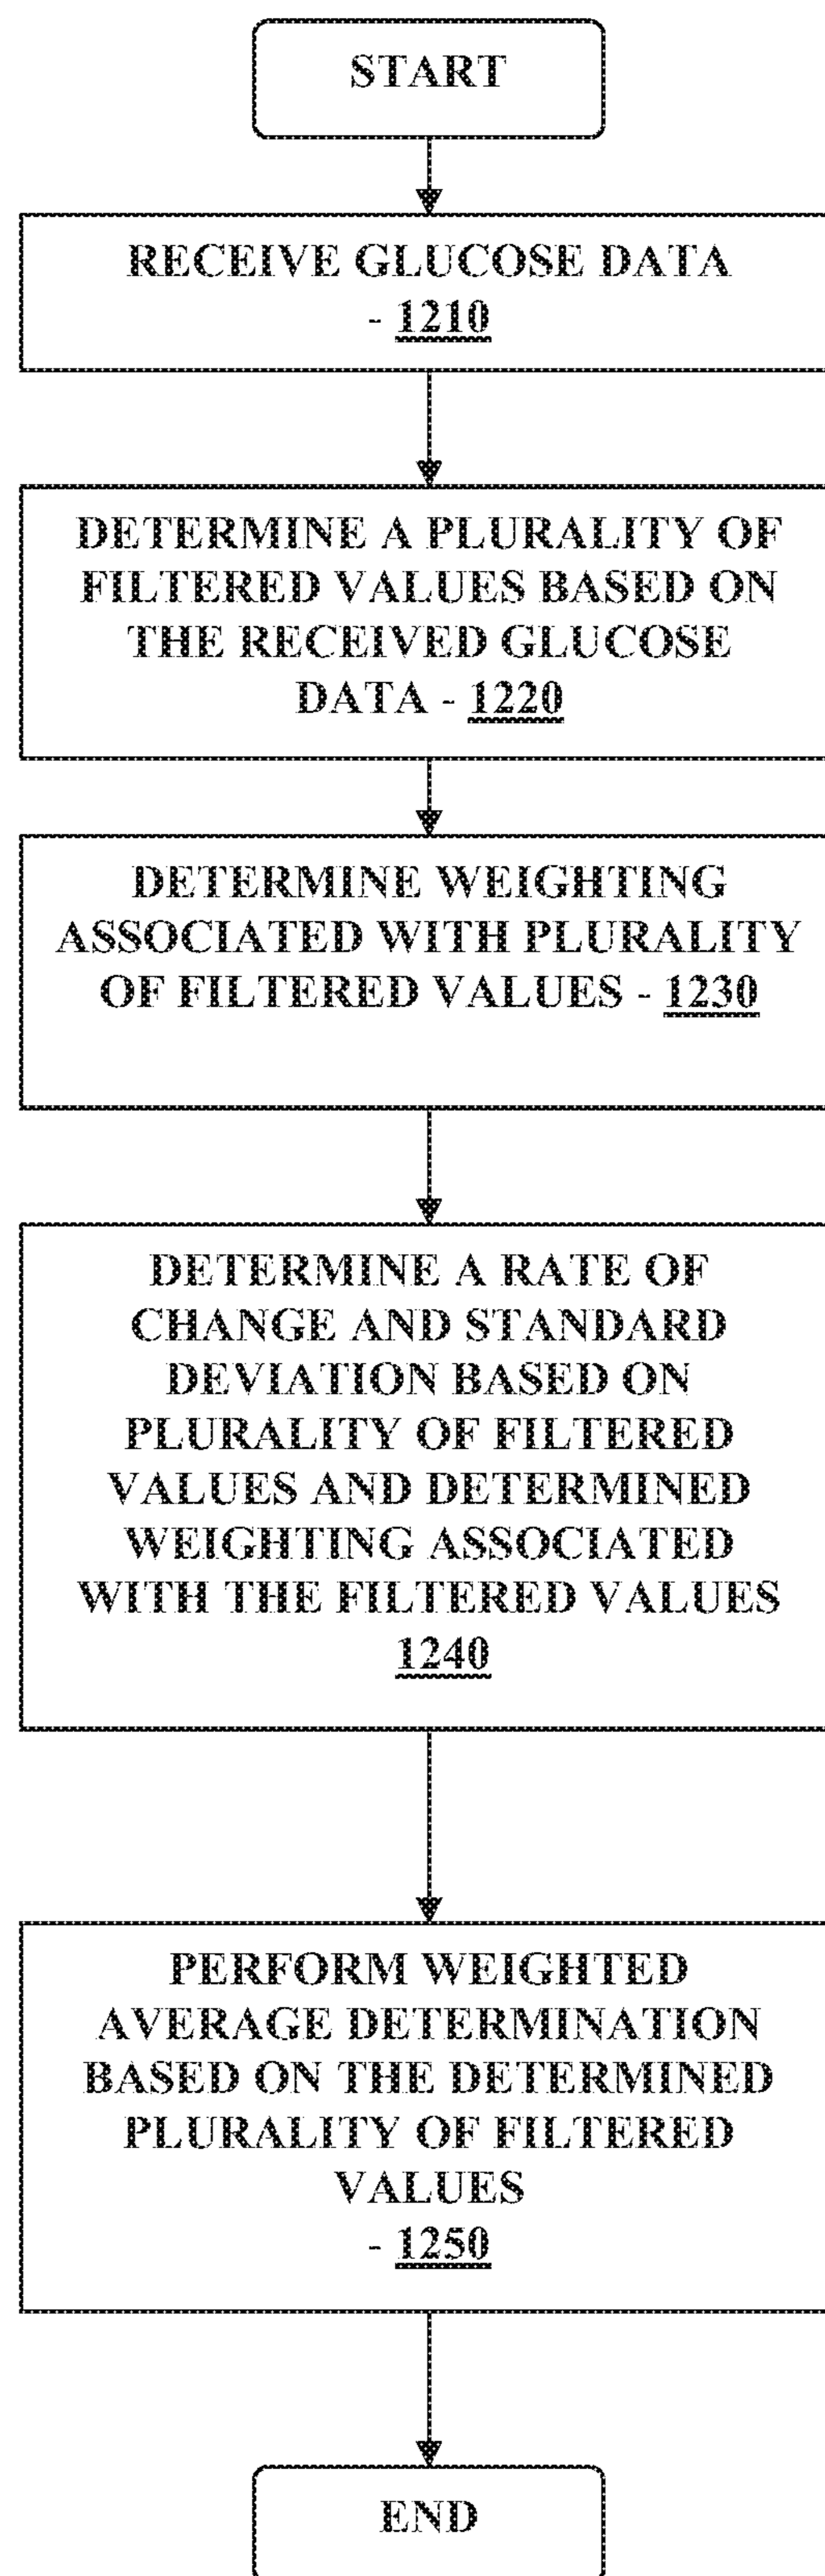 START
RECEIVE GLUCOSE DATA
- 1210
DETERMINE A PLURALITY OF
FILTERED VALUES BASED ON
THE RECEIVED GLUCOSE
DATA - 1220
DETERMINE WEIGHTING
ASSOCIATED WITH PLURALITY
OF FILTERED VALUES - 1230
DETERMINE A RATE OF
CHANGE AND STANDARD
DEVIATION BASED ON
PLURALITY OF FILTERED
VALUES AND DETERMINED
WEIGHTING ASSOCIATED
WITH THE FILTERED VALUES
1240
PERFORM WEIGHTED
AVERAGE DETERMINATION
BASED ON THE DETERMINED
PLURALITY OF FILTERED
VALUES
- 1250
END